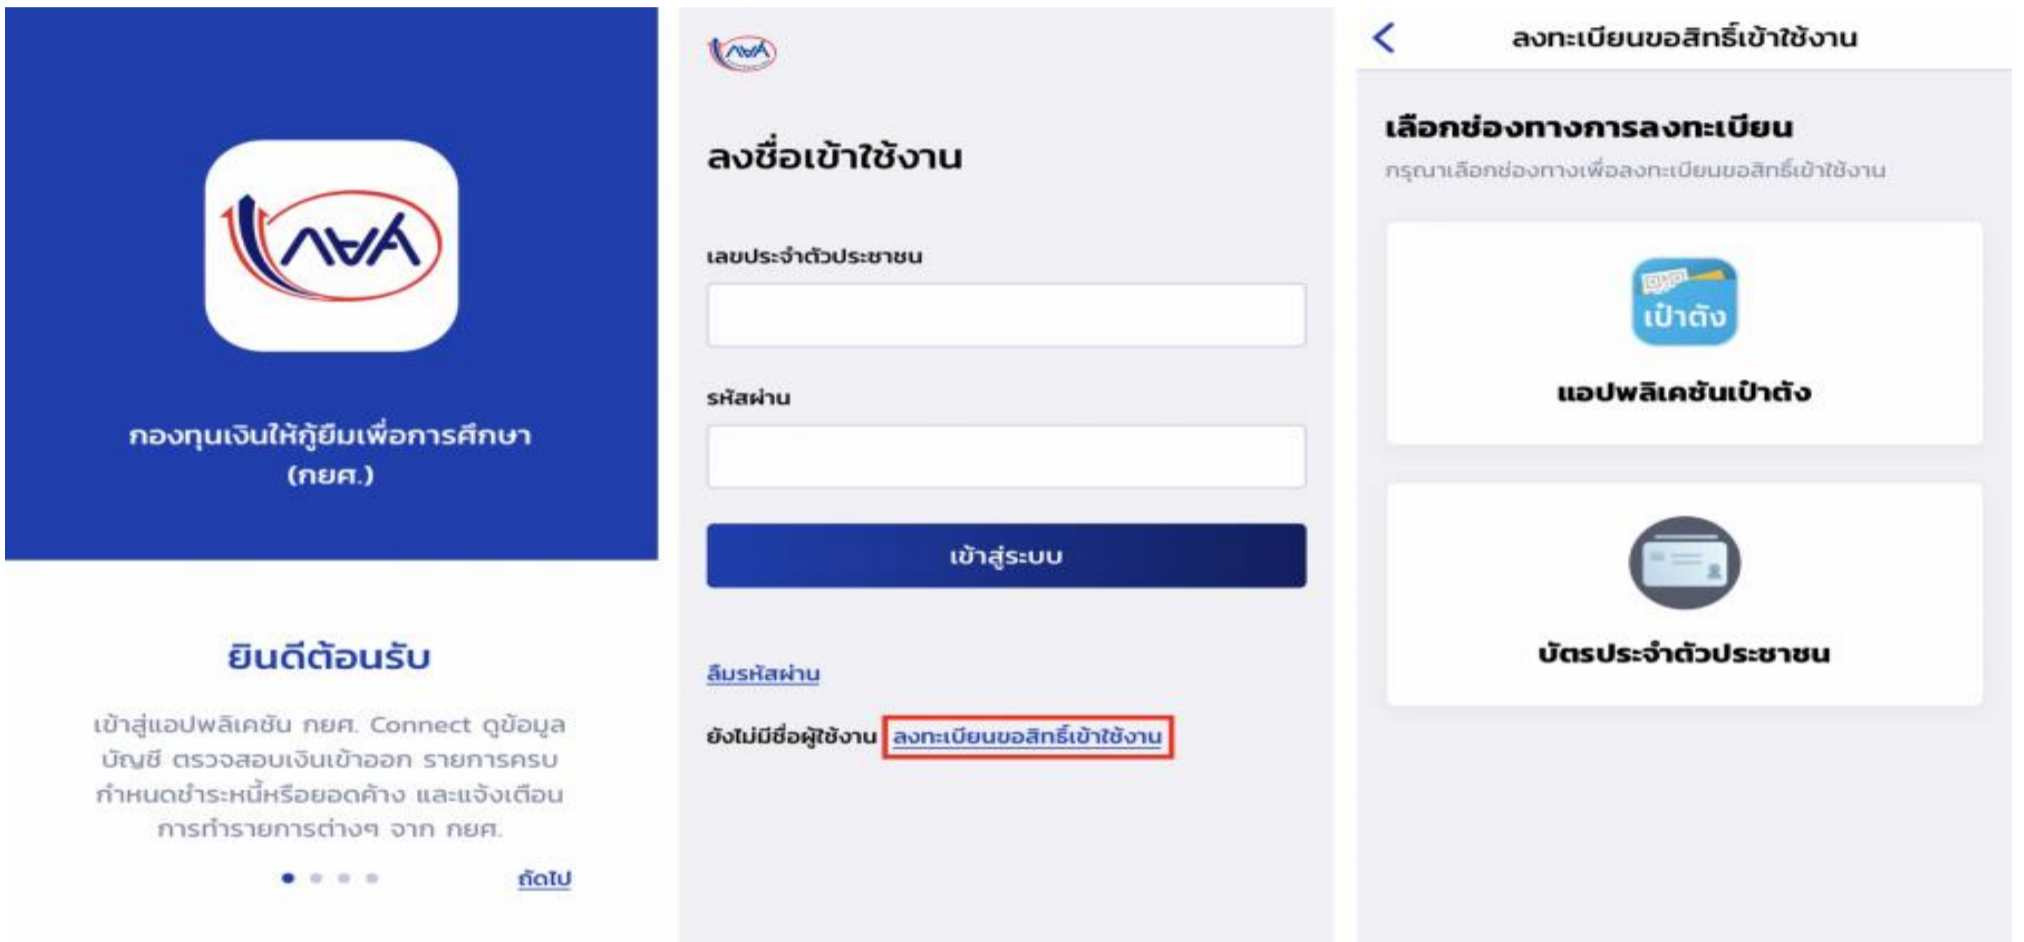 กยศ
กองทุนเงินให้กู้ยืมเพื่อการศึกษา
(กยศ.)
ยินดีต้อนรับ
เข้าสู่แอปพลิเคชัน กยศ. Connect ดูข้อมูล
บัญชี ตรวจสอบเงินเข้าออก รายการครบ
กำหนดชำระหนี้หรือยอดค้าง และแจ้งเตือน
การทำรายการต่างๆ จาก กยศ.
ถัดไป
กยศ
ลงชื่อเข้าใช้งาน
เลขประจำตัวประชาชน
รหัสผ่าน
เข้าสู่ระบบ
ลืมรหัสผ่าน
ยังไม่มีชื่อผู้ใช้งาน ลงทะเบียนขอสิทธิ์เข้าใช้งาน
ลงทะเบียนขอสิทธิ์เข้าใช้งาน
เลือกช่องทางการลงทะเบียน
กรุณาเลือกช่องทางเพื่อลงทะเบียนขอสิทธิ์เข้าใช้งาน
เป๋าตัง
แอปพลิเคชันเป๋าตัง
บัตรประจำตัวประชาชน